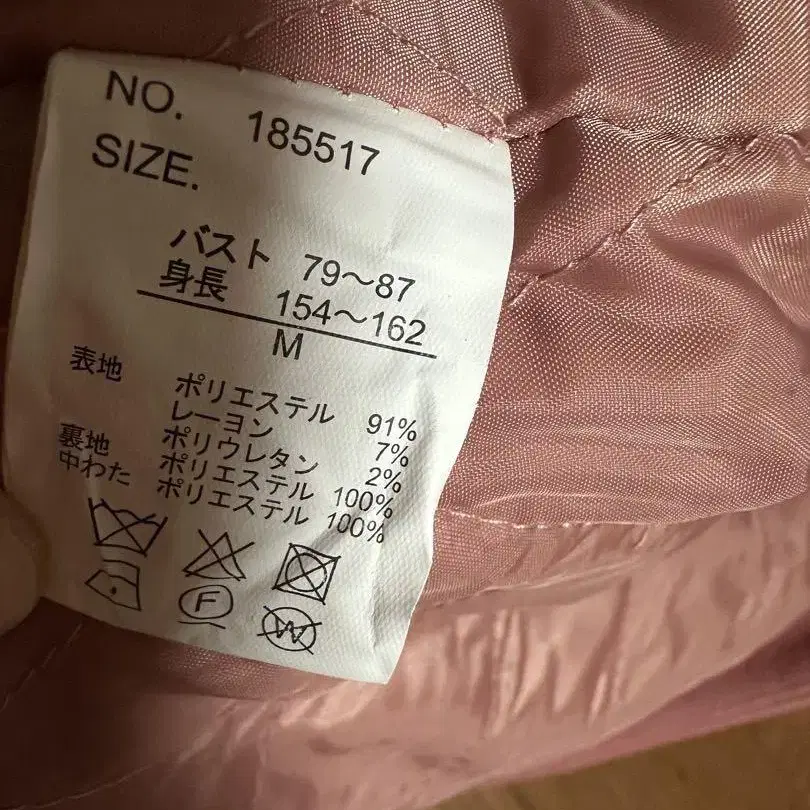 NO. 185517
SIZE.
バスト 79～87
身長 154～162
M
表地 ポリエステル 91%
レーヨン 7%
ポリウレタン 2%
裏地 ポリエステル 100%
中わた ポリエステル 100%
F
W